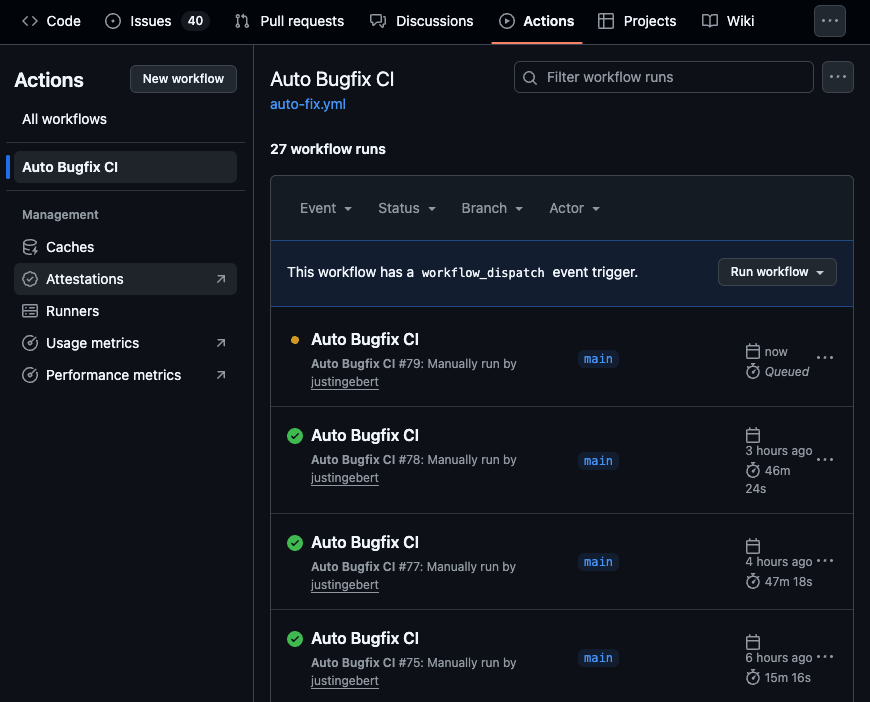 Code Issues 40 Pull requests Discussions Actions Projects Wiki ...
Actions New workflow
All workflows
Auto Bugfix CI
Management
Caches
Attestations
Runners
Usage metrics
Performance metrics
Auto Bugfix CI
auto-fix.yml
Filter workflow runs
27 workflow runs
Event Status Branch Actor
This workflow has a workflow_dispatch event trigger. Run workflow
Auto Bugfix CI
Auto Bugfix CI #79: Manually run by
justingebert
main
now
Queued
Auto Bugfix CI
Auto Bugfix CI #78: Manually run by
justingebert
main
3 hours ago
46m
24s
Auto Bugfix CI
Auto Bugfix CI #77: Manually run by
justingebert
main
4 hours ago
47m 18s
Auto Bugfix CI
Auto Bugfix CI #75: Manually run by
justingebert
main
6 hours ago
15m 16s